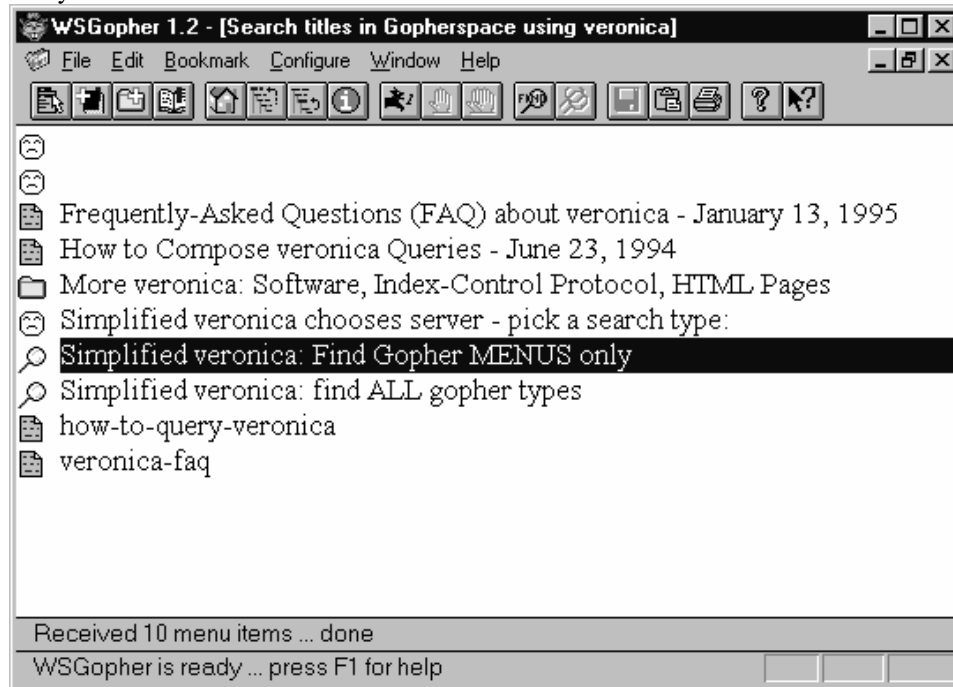 WSGopher 1.2 - [Search titles in Gopherspace using veronica]
File Edit Bookmark Configure Window Help
Frequently-Asked Questions (FAQ) about veronica - January 13, 1995
How to Compose veronica Queries - June 23, 1994
More veronica: Software, Index-Control Protocol, HTML Pages
Simplified veronica chooses server - pick a search type:
Simplified veronica: Find Gopher MENUS only
Simplified veronica: find ALL gopher types
how-to-query-veronica
veronica-faq
Received 10 menu items ... done
WSGopher is ready ... press F1 for help